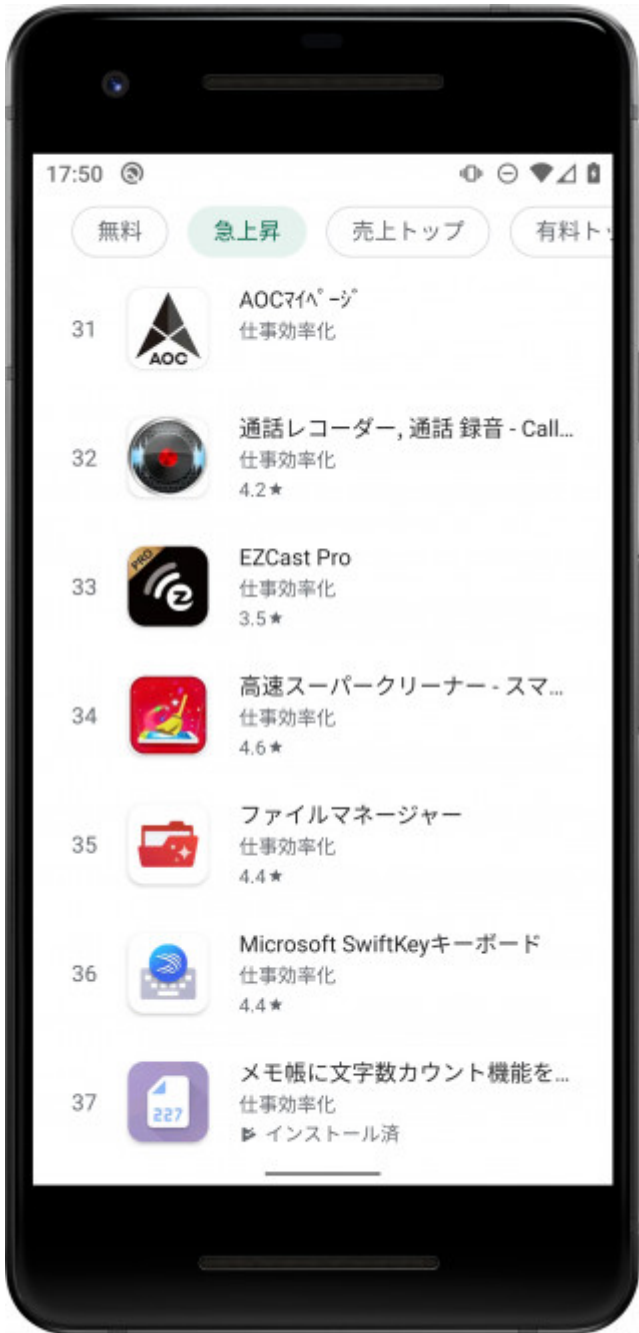 17:50
無料 急上昇 売上トップ 有料ト
31
AOC
AOCﾏｲﾍﾟｰｼﾞ
仕事効率化
32
通話レコーダー, 通話 録音 - Call...
仕事効率化
4.2★
33
PRO
EZCast Pro
仕事効率化
3.5★
34
高速スーパークリーナー - スマ...
仕事効率化
4.6★
35
ファイルマネージャー
仕事効率化
4.4★
36
Microsoft SwiftKeyキーボード
仕事効率化
4.4★
37
227
メモ帳に文字数カウント機能を...
仕事効率化
インストール済